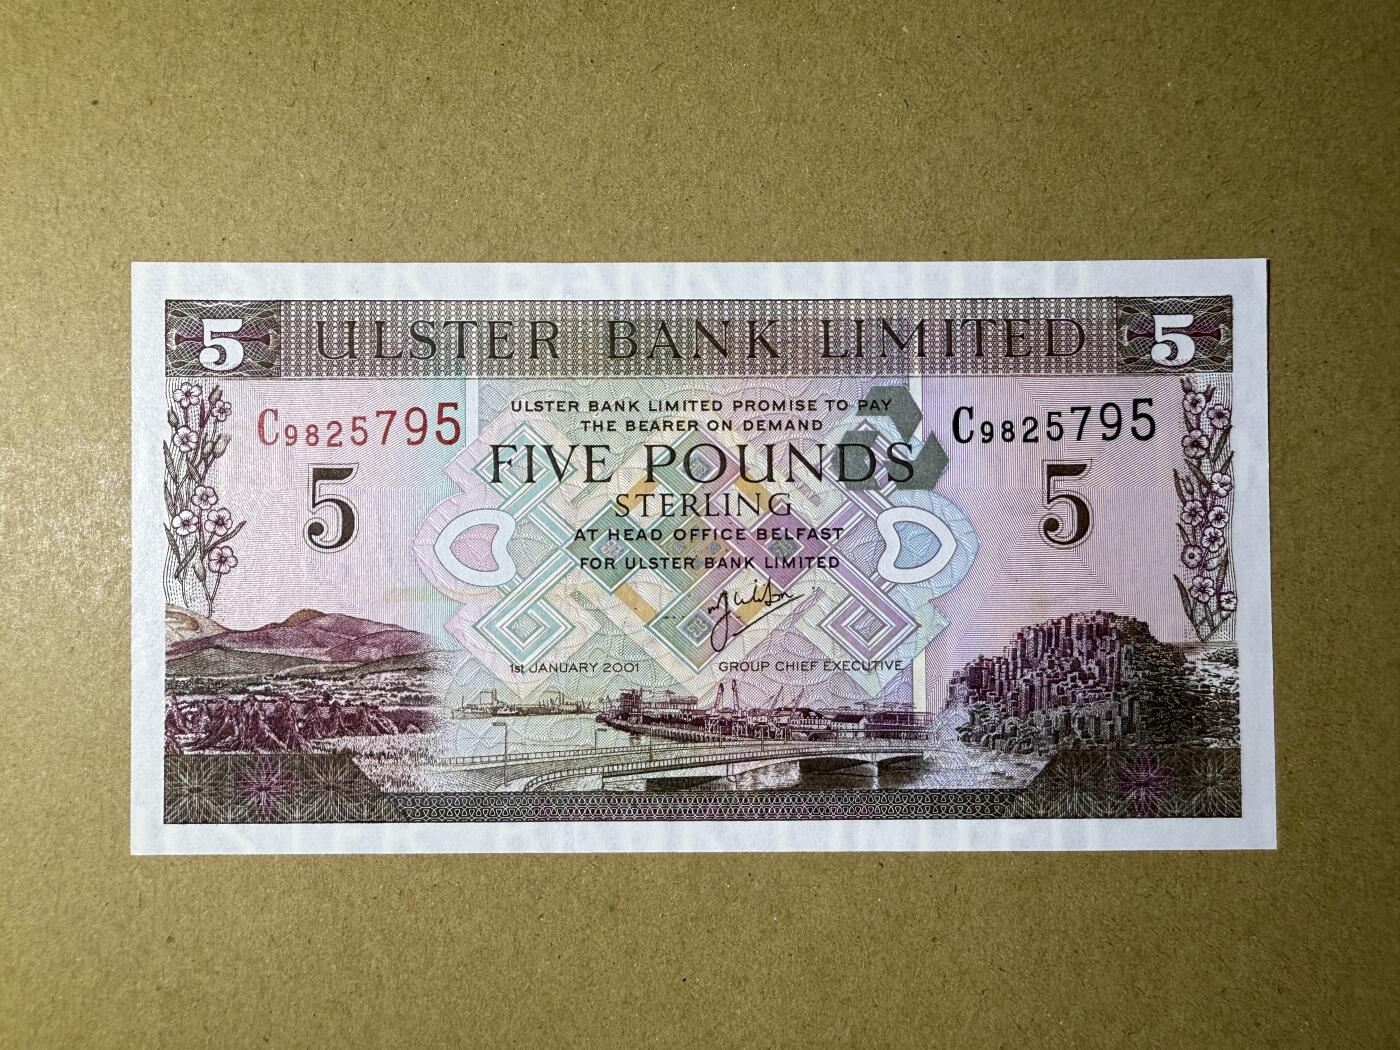 5 ULSTER BANK LIMITED 5
C9825795
ULSTER BANK LIMITED PROMISE TO PAY
THE BEARER ON DEMAND
C9825795
FIVE POUNDS
5
STERLING
5
AT HEAD OFFICE BELFAST
FOR ULSTER BANK LIMITED
1st JANUARY 2001
GROUP CHIEF EXECUTIVE